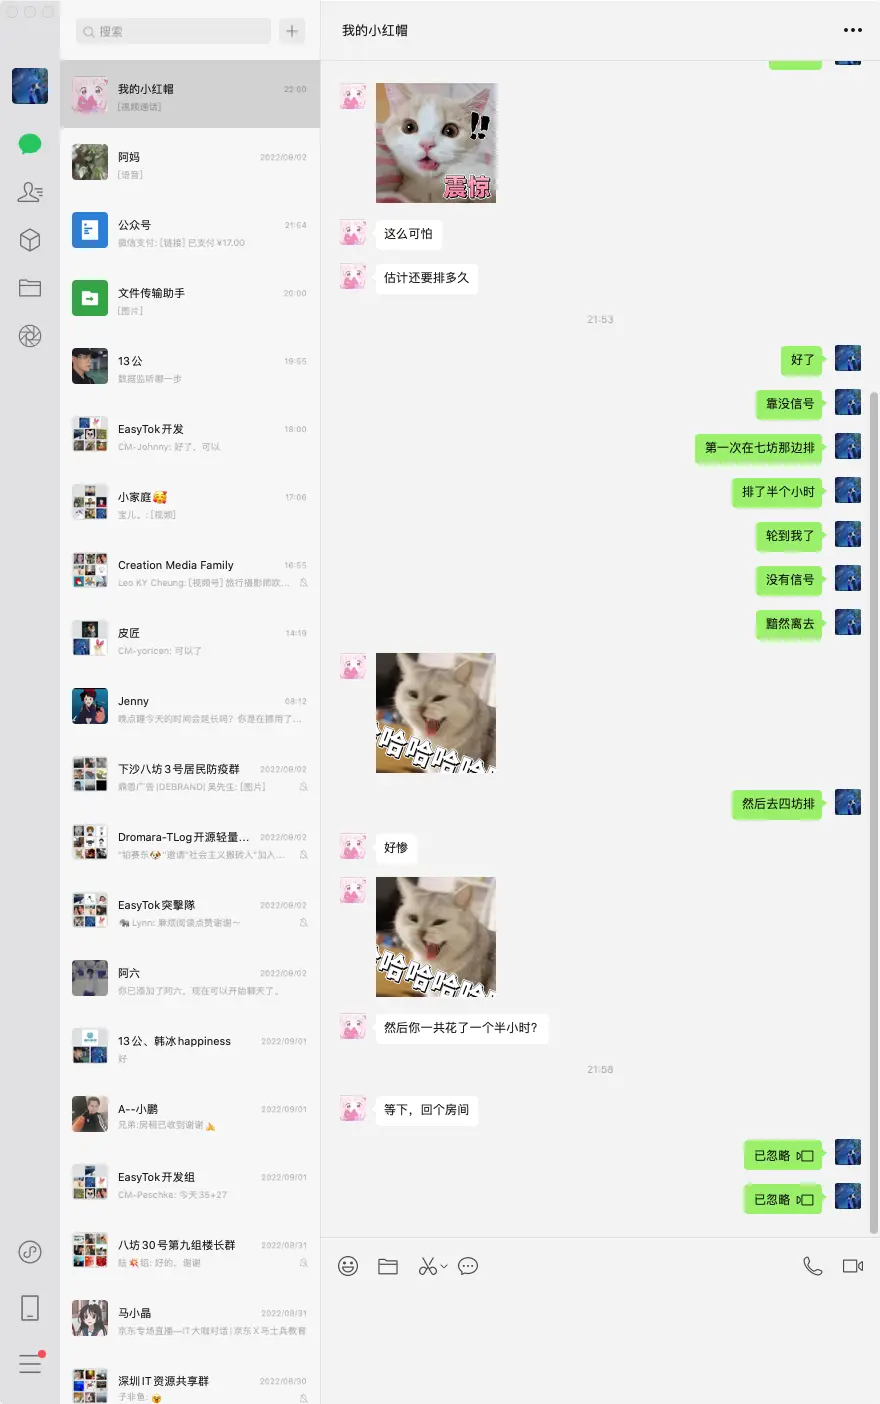 搜索
我的小红帽
22:00
[视频通话]
阿妈
2022/09/02
[语音]
公众号
21:54
微信支付: [链接] 已支付¥17.00
文件传输助手
20:00
[图片]
13公
19:55
数据监听哪一步
EasyTok开发
18:00
CM-Johnny: 好了，可以
小家庭🥰
17:06
宝儿。: [视频]
Creation Media Family
16:55
Leo KY Cheung: [视频号] 旅行摄影师欧...
皮匠
14:19
CM-yoricen: 可以了
Jenny
08:12
晚点跟今天的时间会延长吗？你是在挪用了...
下沙八坊3号居民防疫群
2022/09/02
鼎鼎广告|DEBRAND| 吴先生: [图片]
Dromara-TLog开源轻量...
2022/09/02
"铂赛东🐶"邀请"社会主义搬砖人"加入...
EasyTok突擊隊
2022/09/02
🐃 Lynn: 麻烦阅读点赞谢谢~
阿六
2022/09/02
你已添加了阿六，现在可以开始聊天了。
13公、韩冰happiness
2022/09/01
好
A--小鹏
2022/09/01
兄弟:房租已收到谢谢🙏
EasyTok开发组
2022/09/01
CM-Peschke: 今天35+27
八坊30号第九组楼长群
2022/08/31
好的，谢谢
马小晶
2022/08/31
京东专场直播—IT大咖对话|京东X马士兵教育
深圳IT资源共享群
2022/08/30
子非鱼: 😺
我的小红帽
!!
震惊
这么可怕
估计还要排多久
21:53
好了
靠没信号
第一次在七坊那边排
排了半个小时
轮到我了
没有信号
黯然离去
哈哈哈哈
然后去四坊排
好惨
哈哈哈哈
然后你一共花了一个半小时？
21:58
等下，回个房间
已忽略
已忽略